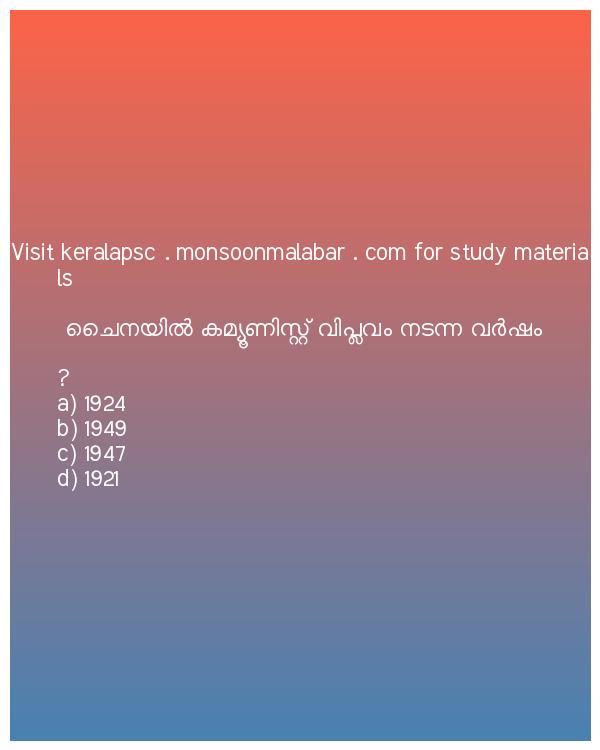 Visit keralapsc . monsoonmalabar . com for study materia
ls
ചൈനയിൽ കമ്യൂണിസ്റ്റ് വിപ്ലവം നടന്ന വർഷം
?
a) 1924
b) 1949
c) 1947
d) 1921